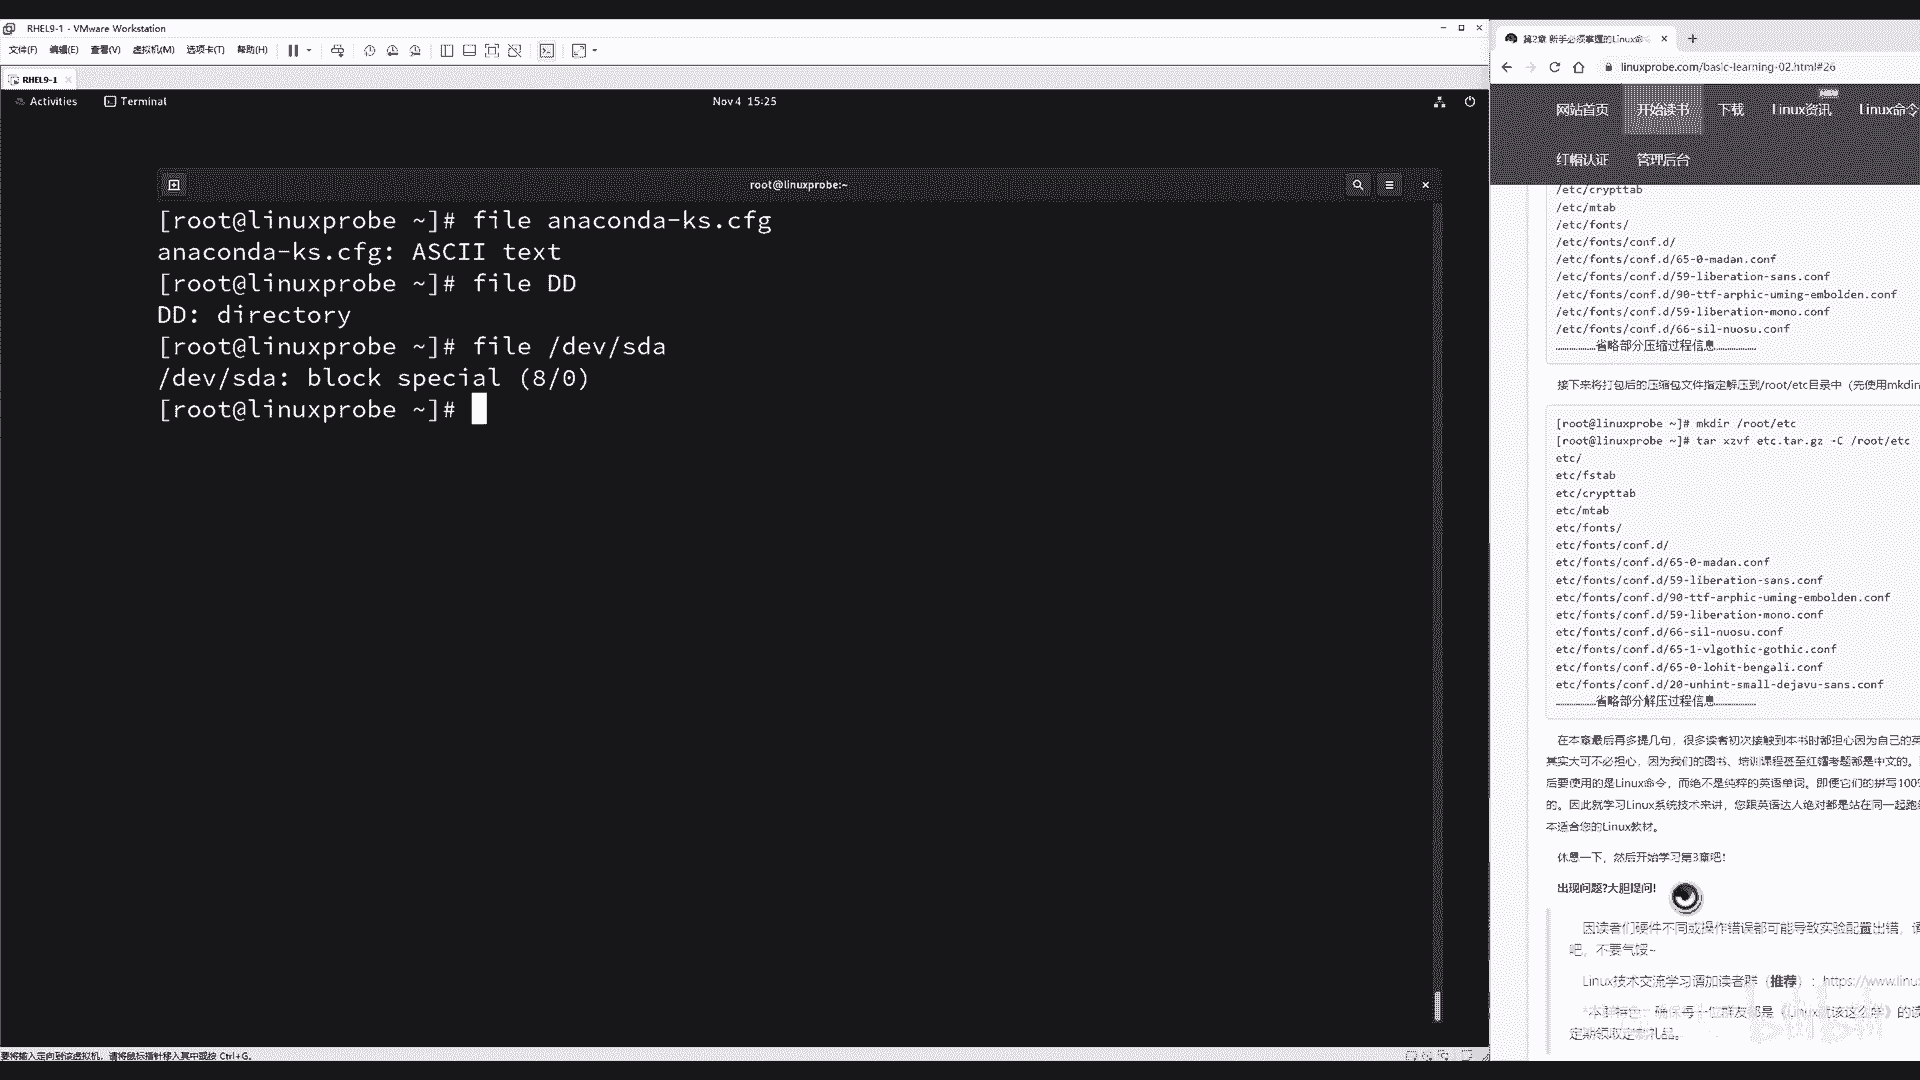 RHEL9-1 - VMware Workstation
文件(F) 编辑(E) 查看(V) 虚拟机(M) 选项卡(T) 帮助(H)
RHEL9-1
Activities Terminal Nov 4 15:25
root@linuxprobe:~
[root@linuxprobe ~]# file anaconda-ks.cfg
anaconda-ks.cfg: ASCII text
[root@linuxprobe ~]# file DD
DD: directory
[root@linuxprobe ~]# file /dev/sda
/dev/sda: block special (8/0)
[root@linuxprobe ~]#
要将输入定向到该虚拟机，请将鼠标指针移入其中或按 Ctrl+G。
第2章 新手必须掌握的Linux命
linuxprobe.com/basic-learning-02.html#26
网站首页 开始读书 下载 Linux资讯 Linux命令
红帽认证 管理后台
/etc/crypttab
/etc/mtab
/etc/fonts/
/etc/fonts/conf.d/
/etc/fonts/conf.d/65-0-madan.conf
/etc/fonts/conf.d/59-liberation-sans.conf
/etc/fonts/conf.d/90-ttf-arphic-uming-embolden.conf
/etc/fonts/conf.d/59-liberation-mono.conf
/etc/fonts/conf.d/66-sil-nuosu.conf
………………省略部分压缩过程信息………………
接下来将打包后的压缩包文件指定解压到/root/etc目录中（先使用mkdir
[root@linuxprobe ~]# mkdir /root/etc
[root@linuxprobe ~]# tar xzvf etc.tar.gz -C /root/etc
etc/
etc/fstab
etc/crypttab
etc/mtab
etc/fonts/
etc/fonts/conf.d/
etc/fonts/conf.d/65-0-madan.conf
etc/fonts/conf.d/59-liberation-sans.conf
etc/fonts/conf.d/90-ttf-arphic-uming-embolden.conf
etc/fonts/conf.d/59-liberation-mono.conf
etc/fonts/conf.d/66-sil-nuosu.conf
etc/fonts/conf.d/65-1-vlgothic-gothic.conf
etc/fonts/conf.d/65-0-lohit-bengali.conf
etc/fonts/conf.d/20-unhint-small-dejavu-sans.conf
………………省略部分解压过程信息………………
在本章最后再多提几句，很多读者初次接触到本书时都担心因为自己的英
其实大可不必担心，因为我们的图书、培训课程甚至红帽考题都是中文的。
后要使用的是Linux命令，而绝不是纯粹的英语单词。即便它们的拼写100%
的。因此就学习Linux系统技术来讲，您跟英语达人绝对都是站在同一起跑
本适合您的Linux教材。
休息一下，然后开始学习第3章吧！
出现问题?大胆提问!
因读者们硬件不同或操作错误都可能导致实验配置出错，请
吧，不要气馁~
Linux技术交流学习请加读者群（推荐）：https://www.linu
*本群特色：确保每一位群友都是《Linux就该这么学》的读
定期领取定制礼品。